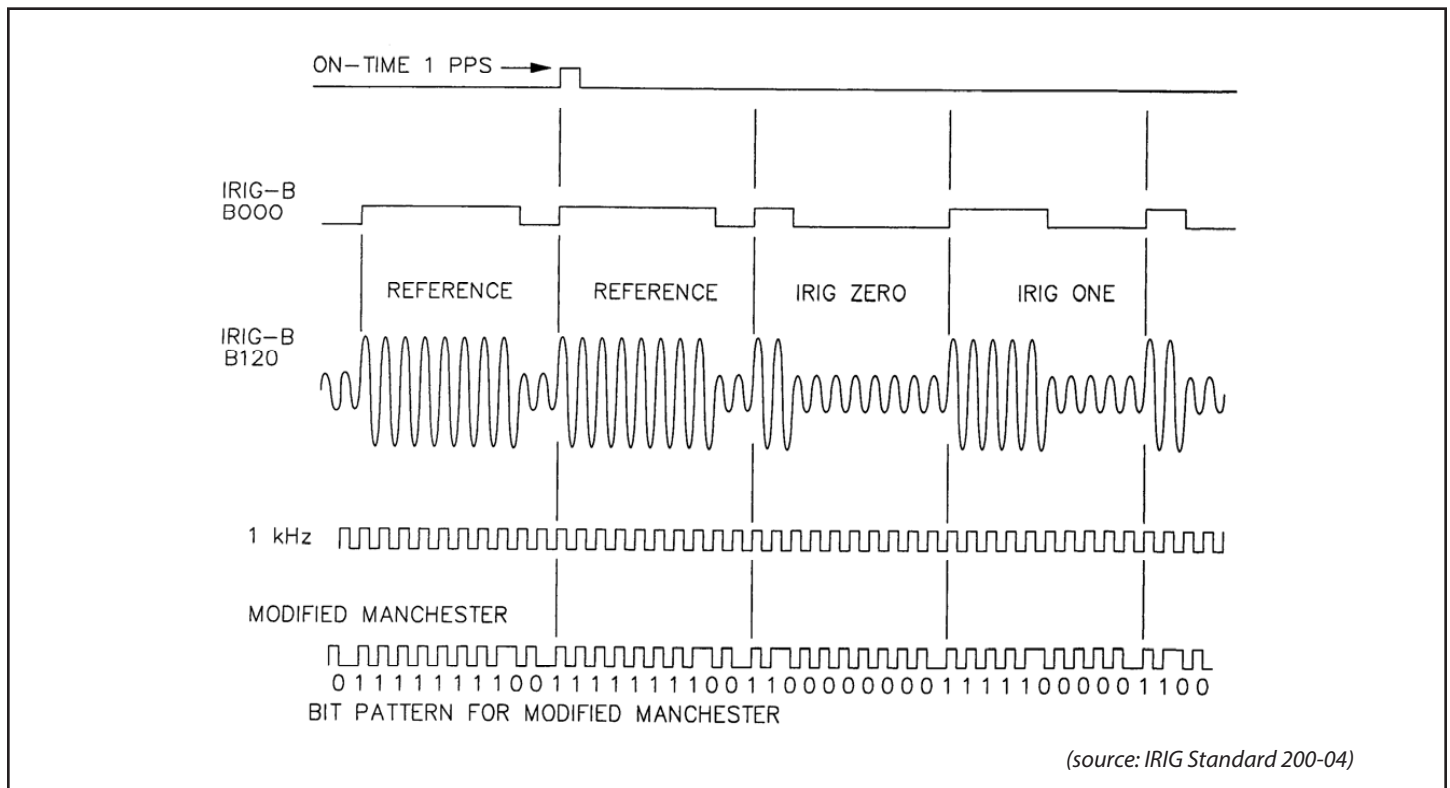 ON-TIME 1 PPS
IRIG-B
B000
REFERENCE REFERENCE IRIG ZERO IRIG ONE
IRIG-B
B120
1 kHz
MODIFIED MANCHESTER
0 1 1 1 1 1 1 1 1 0 0 1 1 1 1 1 1 1 1 0 0 1 1 0 0 0 0 0 0 0 0 1 1 1 1 1 0 0 0 0 0 1 1 0 0
BIT PATTERN FOR MODIFIED MANCHESTER
(source: IRIG Standard 200-04)